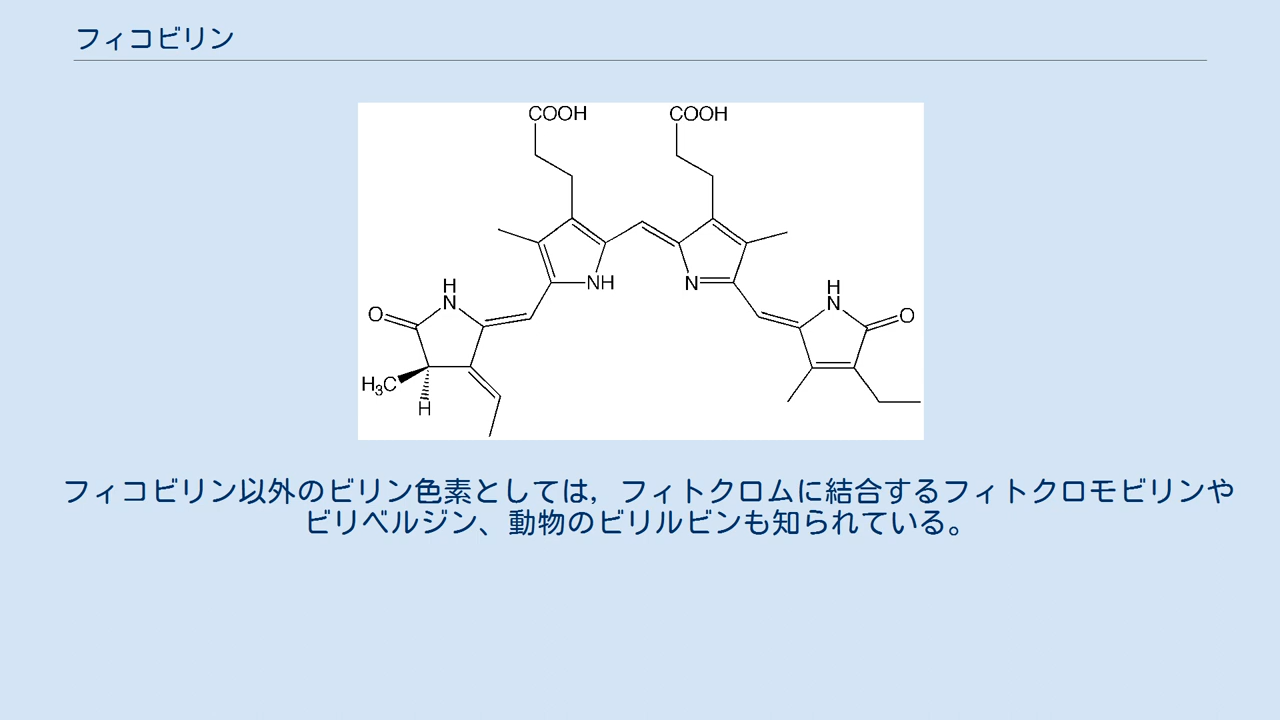 フィコビリン
COOH
COOH
NH
N
H
N
O
H
N
O
H₃C
H
フィコビリン以外のビリン色素としては，フィトクロムに結合するフィトクロモビリンや
ビリベルジン、動物のビリルビンも知られている。